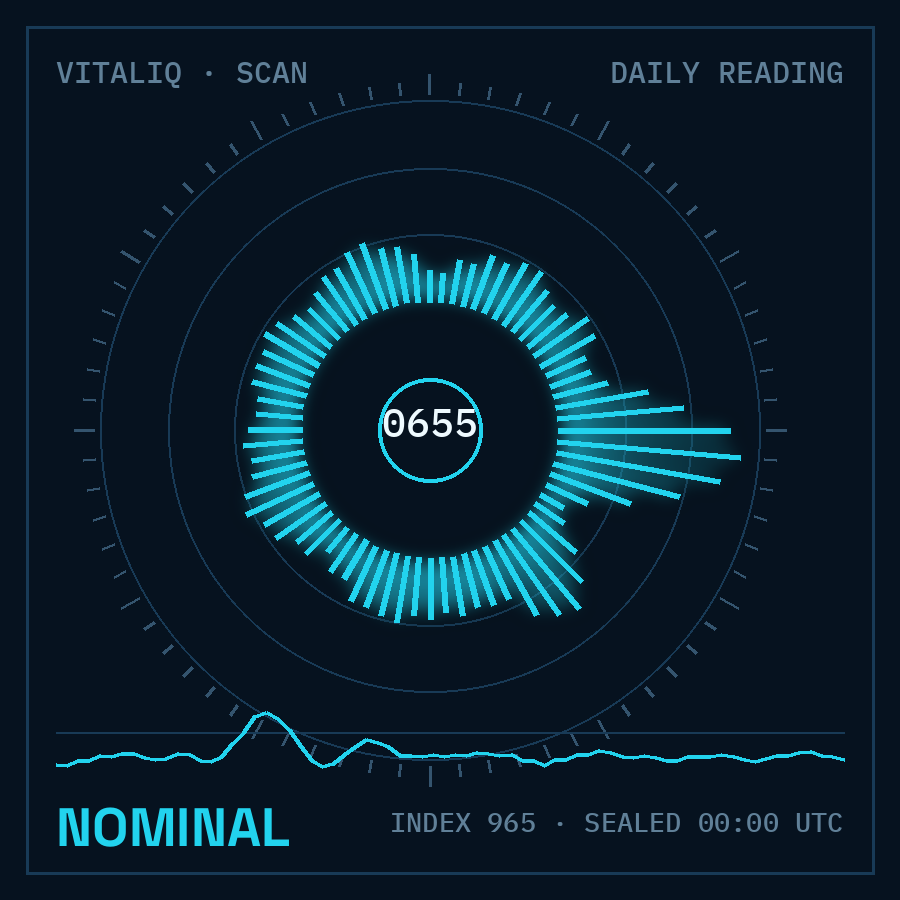 VITALIQ · SCAN
DAILY READING
0655
NOMINAL
INDEX 965 · SEALED 00:00 UTC